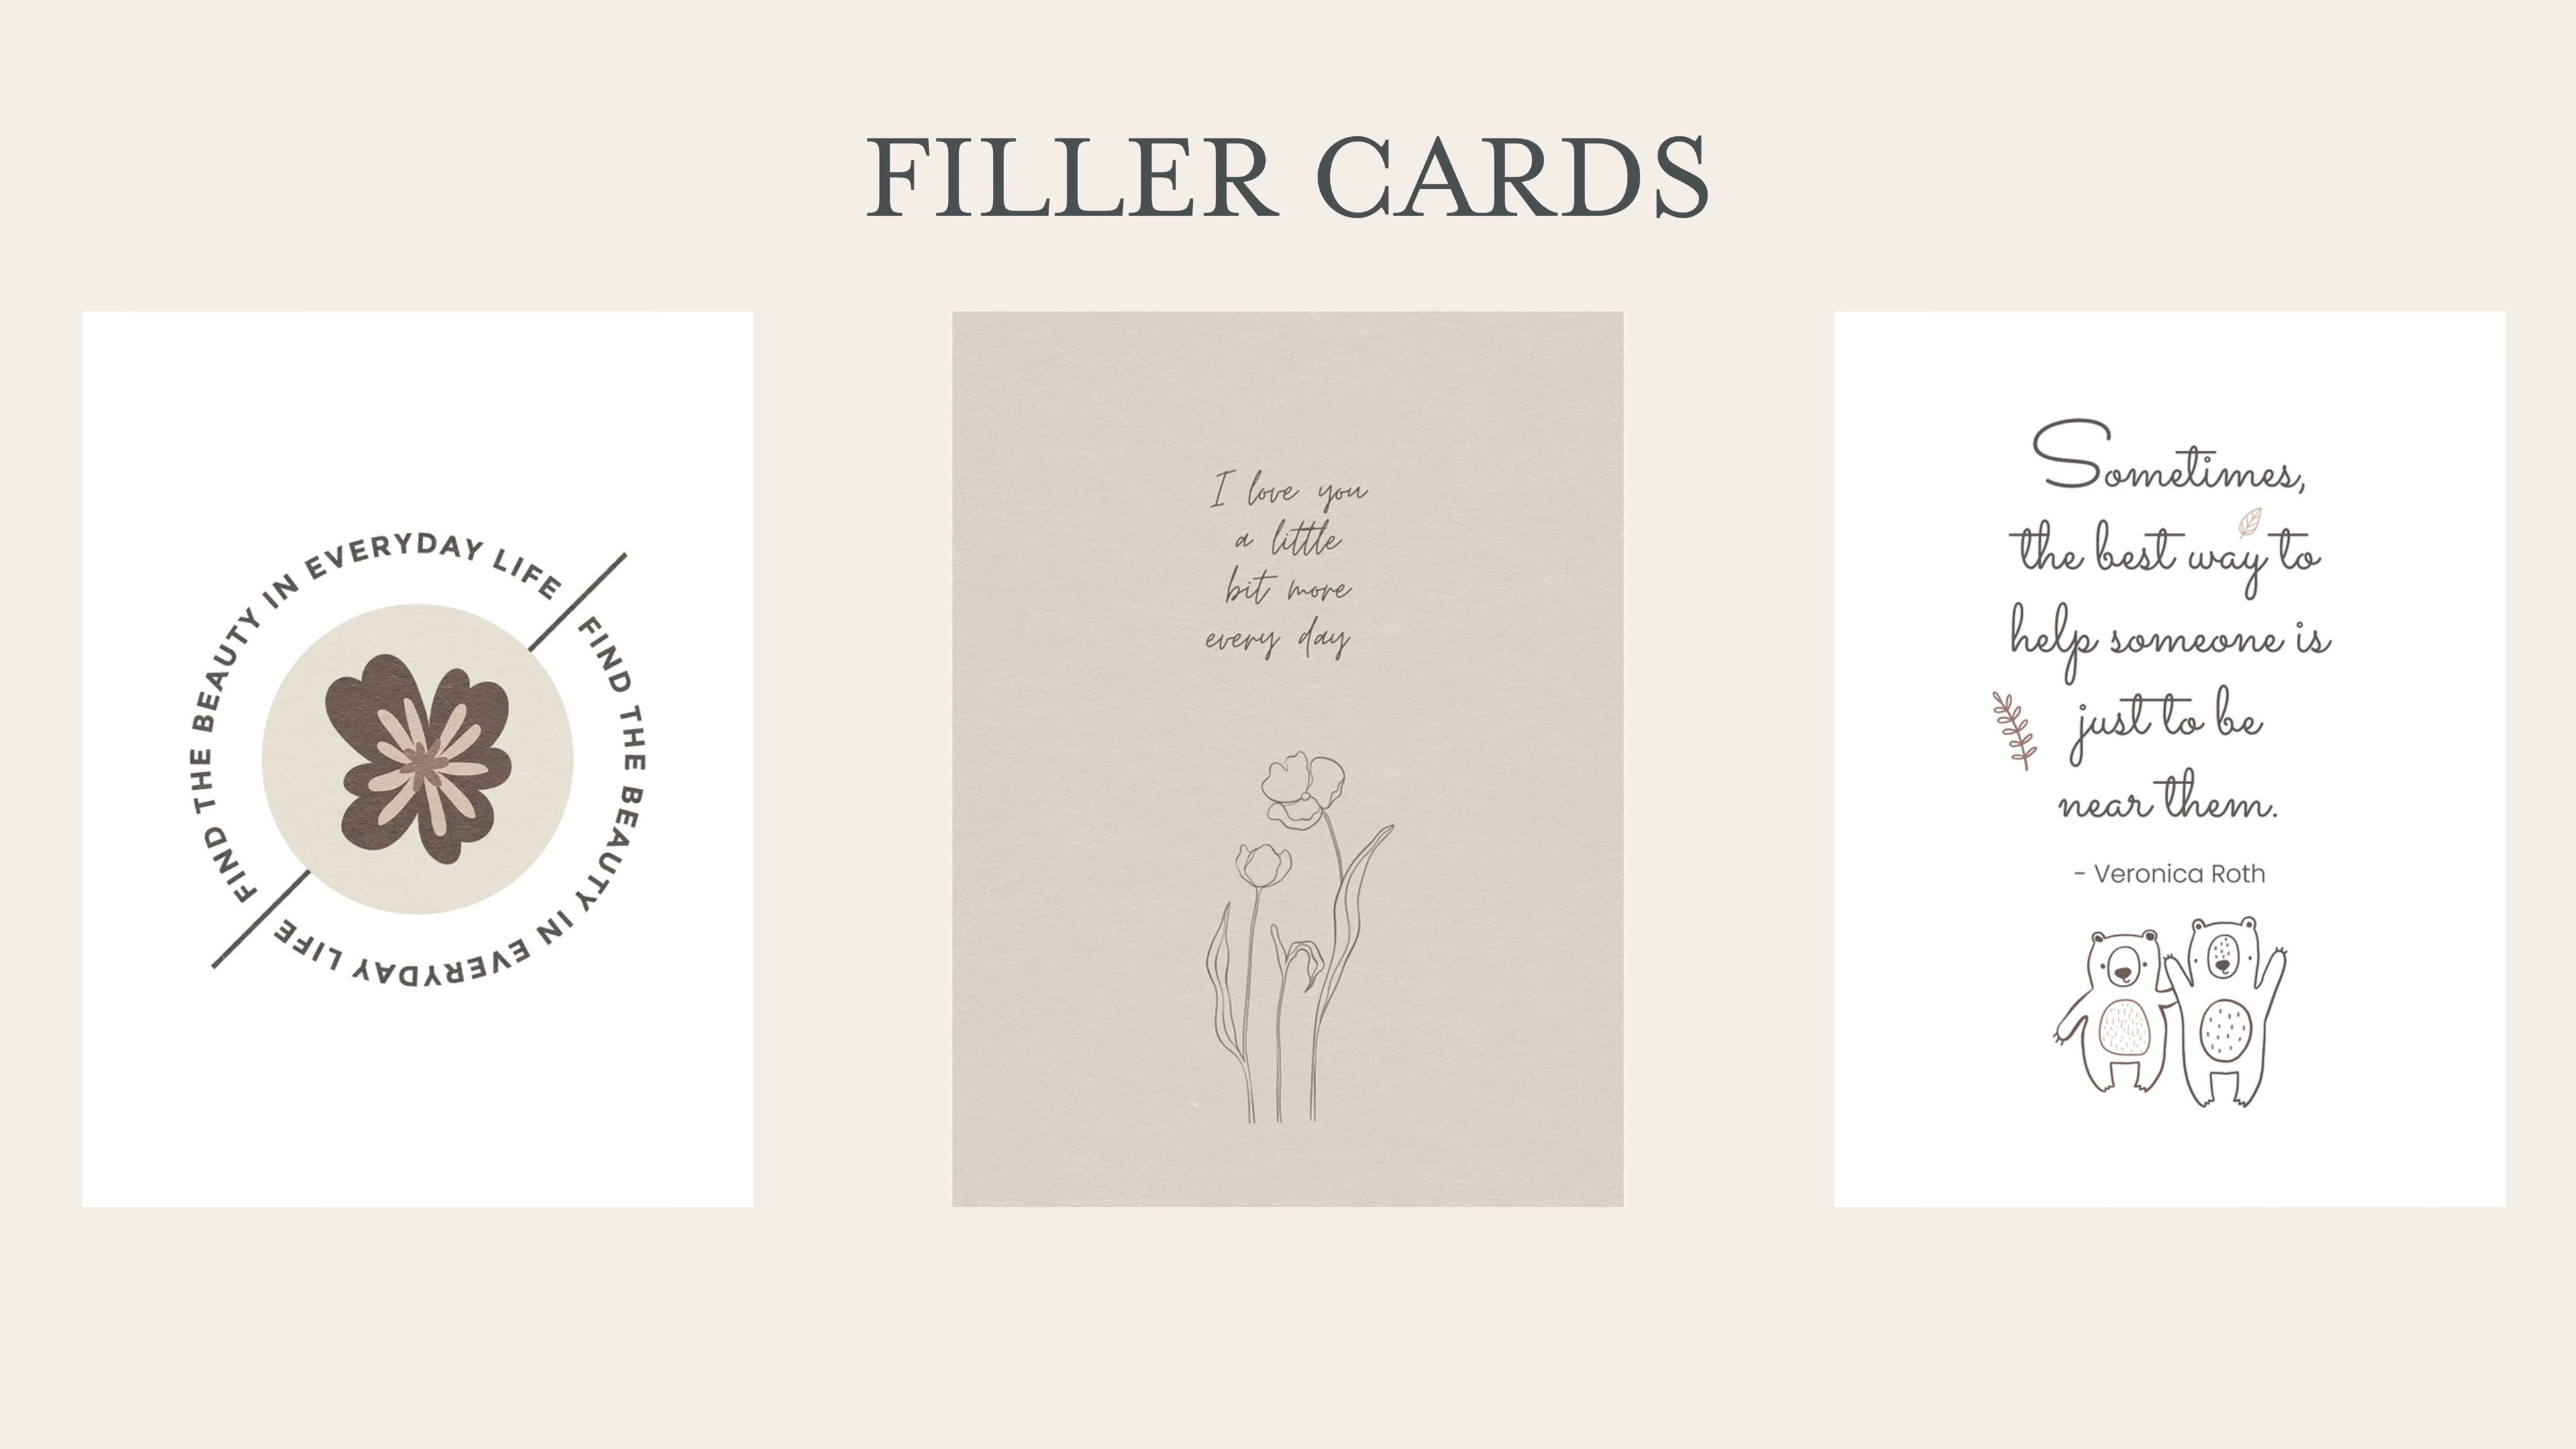 FILLER CARDS
FIND THE BEAUTY IN EVERYDAY LIFE
FIND THE BEAUTY IN EVERYDAY LIFE
I love you
a little
bit more
every day
Sometimes,
the best way to
help someone is
just to be
near them.
- Veronica Roth